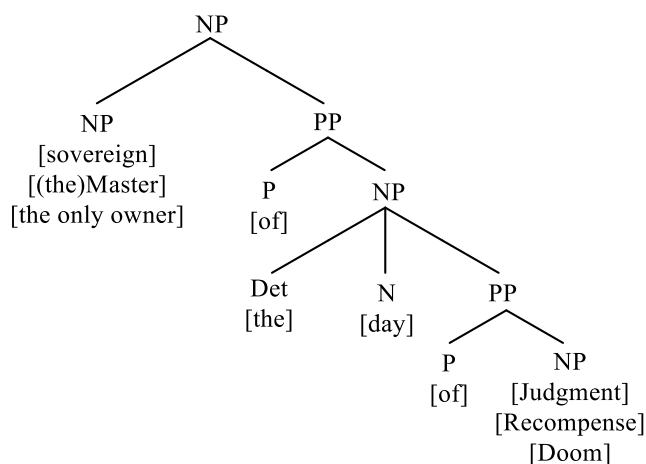 NP
NP PP
[sovereign]
[(the)Master]
[the only owner]
P NP
[of]
Det N PP
[the] [day]
P NP
[of] [Judgment]
[Recompense]
[Doom]